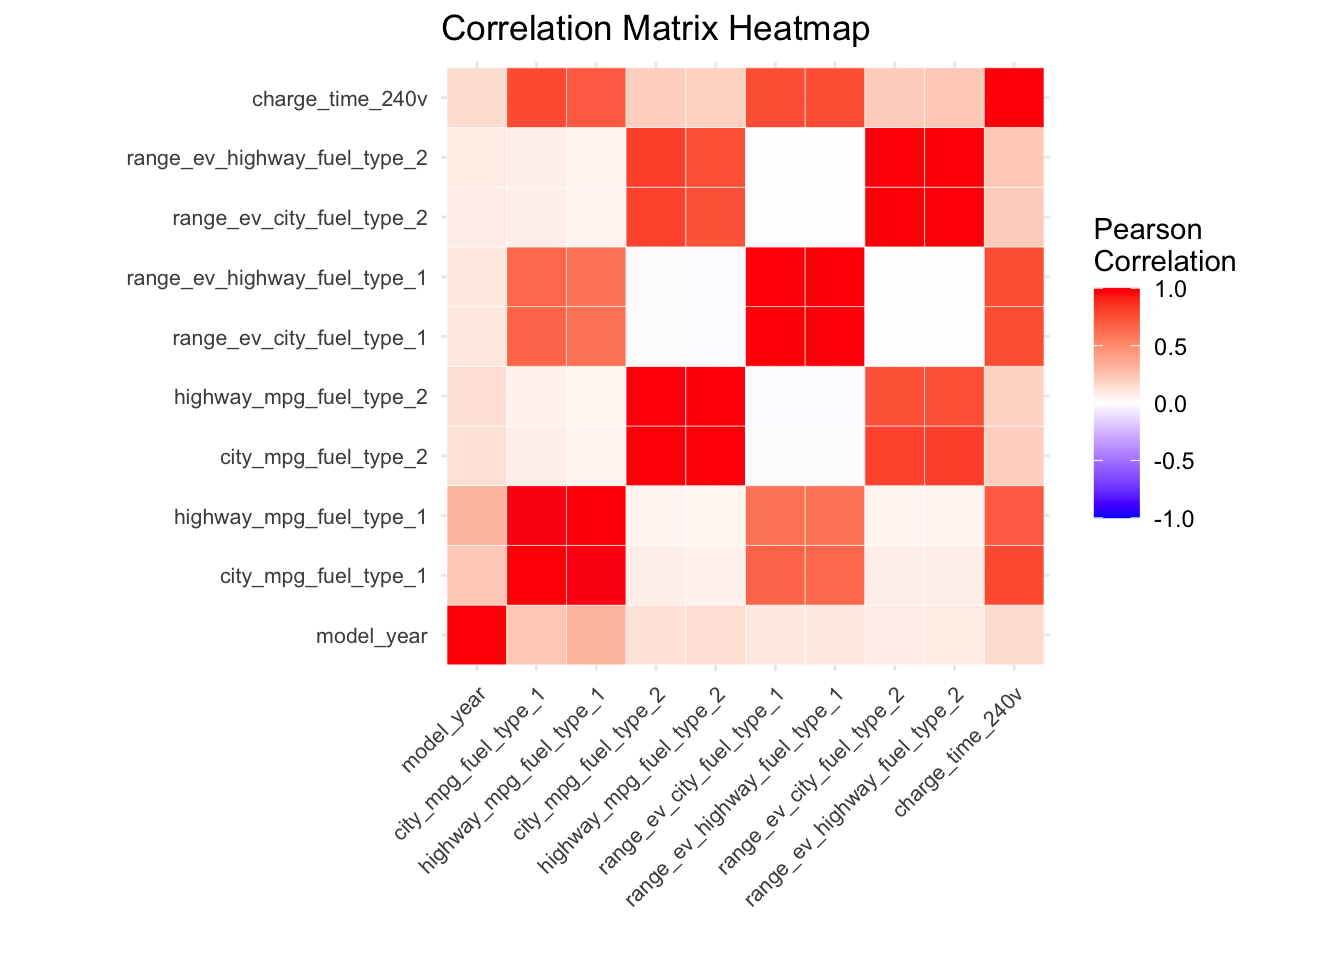 Correlation Matrix Heatmap
charge_time_240v
range_ev_highway_fuel_type_2
range_ev_city_fuel_type_2
range_ev_highway_fuel_type_1
range_ev_city_fuel_type_1
highway_mpg_fuel_type_2
city_mpg_fuel_type_2
highway_mpg_fuel_type_1
city_mpg_fuel_type_1
model_year
model_year
city_mpg_fuel_type_1
highway_mpg_fuel_type_1
city_mpg_fuel_type_2
highway_mpg_fuel_type_2
range_ev_city_fuel_type_1
range_ev_highway_fuel_type_1
range_ev_city_fuel_type_2
range_ev_highway_fuel_type_2
charge_time_240v
Pearson
Correlation
1.0
0.5
0.0
-0.5
-1.0